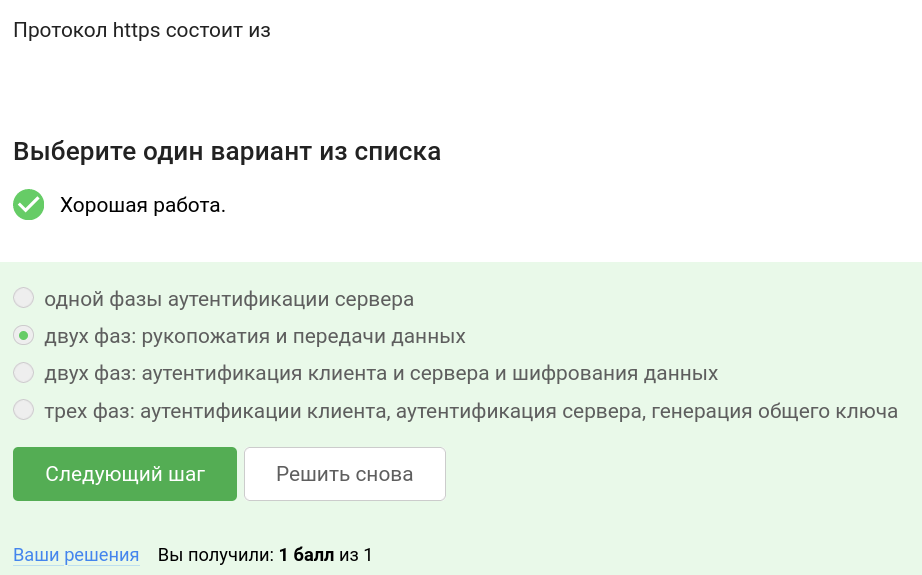 Протокол https состоит из
Выберите один вариант из списка
Хорошая работа.
одной фазы аутентификации сервера
двух фаз: рукопожатия и передачи данных
двух фаз: аутентификация клиента и сервера и шифрования данных
трех фаз: аутентификации клиента, аутентификация сервера, генерация общего ключа
Следующий шаг Решить снова
Ваши решения Вы получили: 1 балл из 1